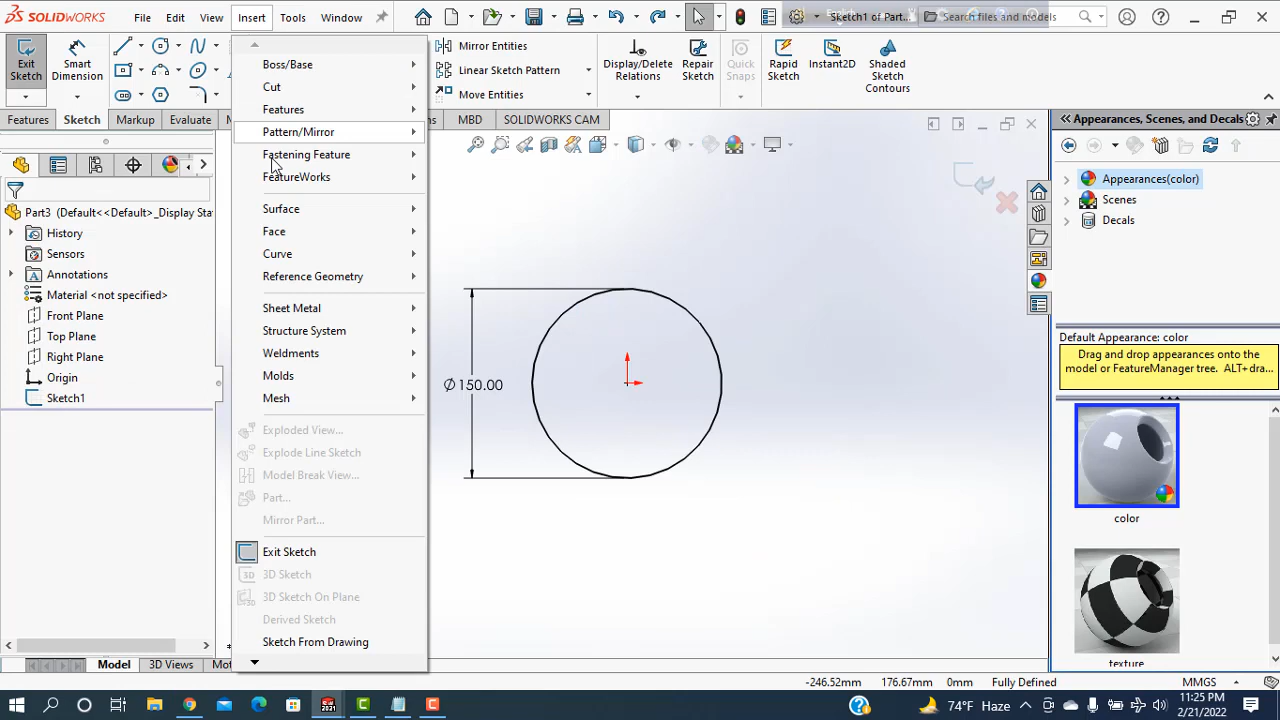 SOLIDWORKS File Edit View Insert Tools Window Sketch1 of Part... Search files and models
Exit Sketch
Smart Dimension
Mirror Entities
Linear Sketch Pattern
Move Entities
Display/Delete Relations
Repair Sketch
Quick Snaps
Rapid Sketch
Instant2D
Shaded Sketch Contours
Features Sketch Markup Evaluate MBD SOLIDWORKS CAM
Boss/Base
Cut
Features
Pattern/Mirror
Fastening Feature
FeatureWorks
Surface
Face
Curve
Reference Geometry
Sheet Metal
Structure System
Weldments
Molds
Mesh
Exploded View...
Explode Line Sketch
Model Break View...
Part...
Mirror Part...
Exit Sketch
3D Sketch
3D Sketch On Plane
Derived Sketch
Sketch From Drawing
Part3 (Default<<Default>_Display Sta
History
Sensors
Annotations
Material <not specified>
Front Plane
Top Plane
Right Plane
Origin
Sketch1
Ø150.00
Appearances, Scenes, and Decals
Appearances(color)
Scenes
Decals
Default Appearance: color
Drag and drop appearances onto the
model or FeatureManager tree. ALT+dra...
color
texture
Model 3D Views Mot
-246.52mm 176.67mm 0mm Fully Defined MMGS
2021
74°F Haze
11:25 PM
2/21/2022